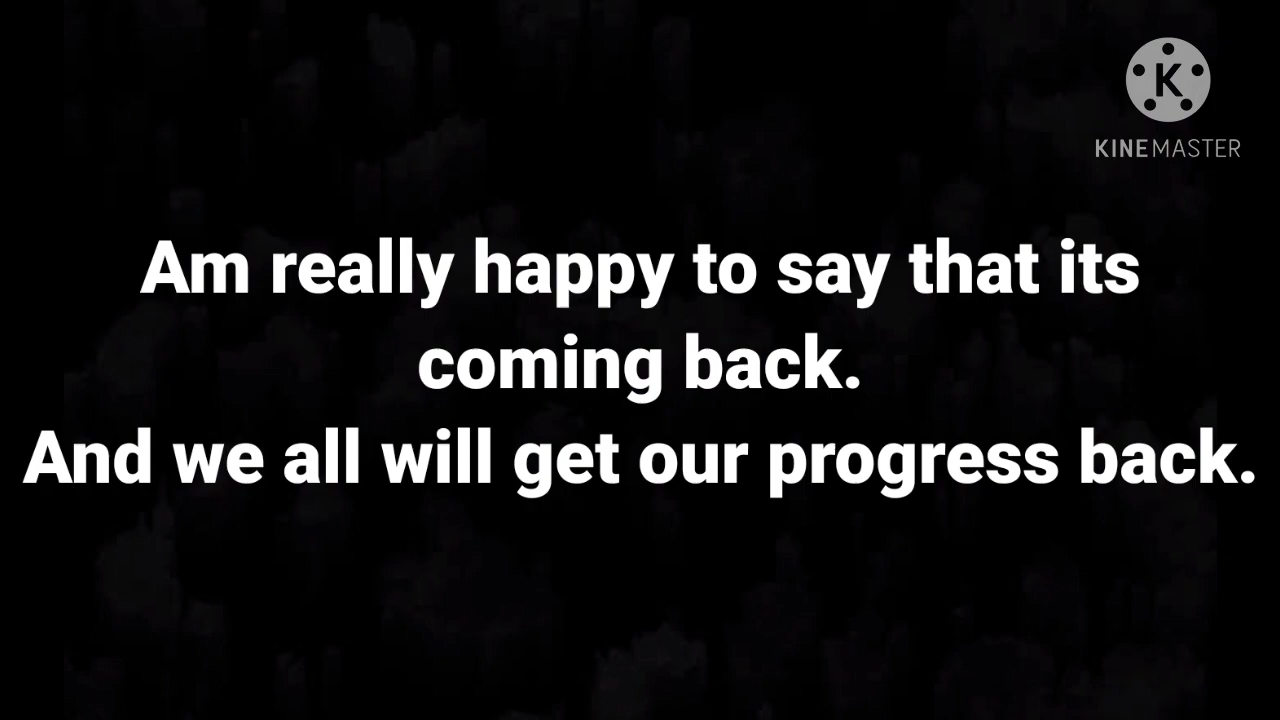 K
KINEMASTER
Am really happy to say that its
coming back.
And we all will get our progress back.